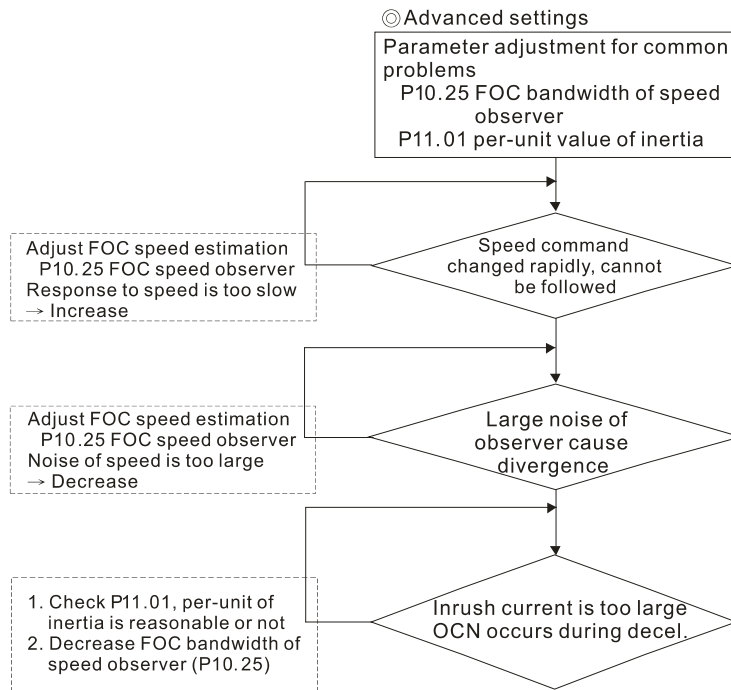 ◎Advanced settings
Parameter adjustment for common
problems
P10.25 FOC bandwidth of speed
observer
P11.01 per-unit value of inertia
Adjust FOC speed estimation
P10.25 FOC speed observer
Response to speed is too slow
→ Increase
Speed command
changed rapidly, cannot
be followed
Adjust FOC speed estimation
P10.25 FOC speed observer
Noise of speed is too large
→ Decrease
Large noise of
observer cause
divergence
1. Check P11.01, per-unit of
inertia is reasonable or not
2. Decrease FOC bandwidth of
speed observer (P10.25)
Inrush current is too large
OCN occurs during decel.